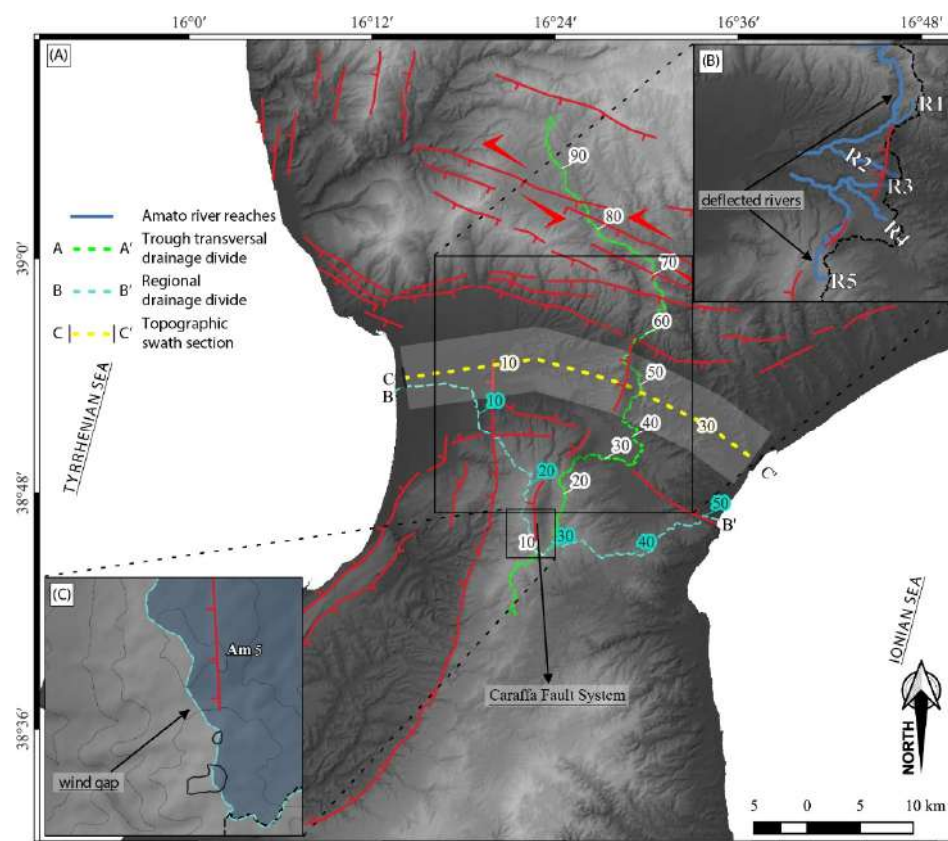 16°0'
16°12'
16°24'
16°36'
16°48'
(A)
(B)
R1
R2
R3
R4
R5
deflected rivers
90
80
70
60
50
40
30
20
10
Amato river reaches
A A' Trough transversal
drainage divide
B B' Regional
drainage divide
C C' Topographic
swath section
39°0'
38°48'
38°36'
TYRRHENIAN SEA
C
B
10
30
C'
10
20
30
40
50
B'
(C)
Am 5
wind gap
Caraffa Fault System
IONIAN SEA
NORTH
5 0 5 10 km